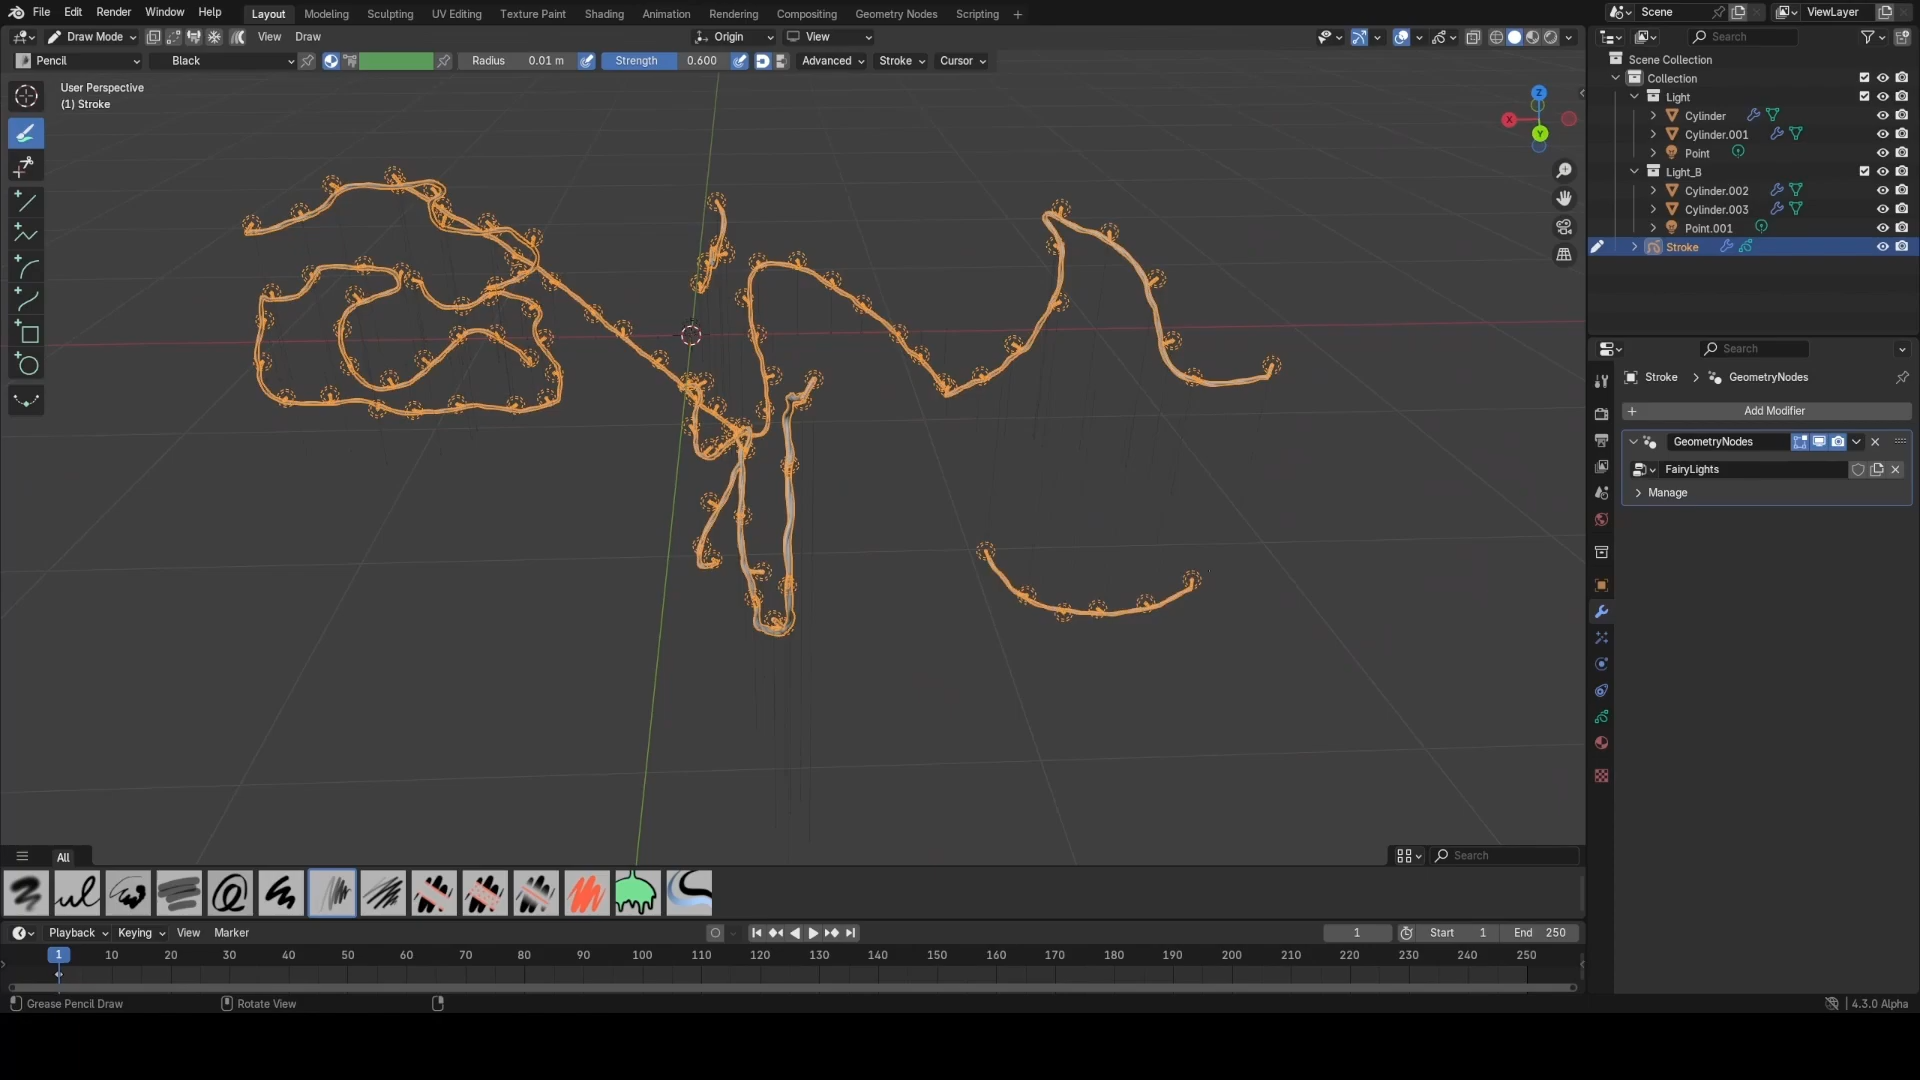 File Edit Render Window Help Layout Modeling Sculpting UV Editing Texture Paint Shading Animation Rendering Compositing Geometry Nodes Scripting + Scene ViewLayer
Draw Mode View Draw Origin View Search
Pencil Black Radius 0.01 m Strength 0.600 Advanced Stroke Cursor
Scene Collection
Collection
User Perspective
(1) Stroke
Light
Cylinder
Cylinder.001
Point
Light_B
Cylinder.002
Cylinder.003
Point.001
Stroke
Z
X
Y
Search
Stroke > GeometryNodes
+ Add Modifier
GeometryNodes
FairyLights
Manage
All
Search
Playback Keying View Marker 1 Start 1 End 250
1 10 20 30 40 50 60 70 80 90 100 110 120 130 140 150 160 170 180 190 200 210 220 230 240 250
Grease Pencil Draw Rotate View 4.3.0 Alpha